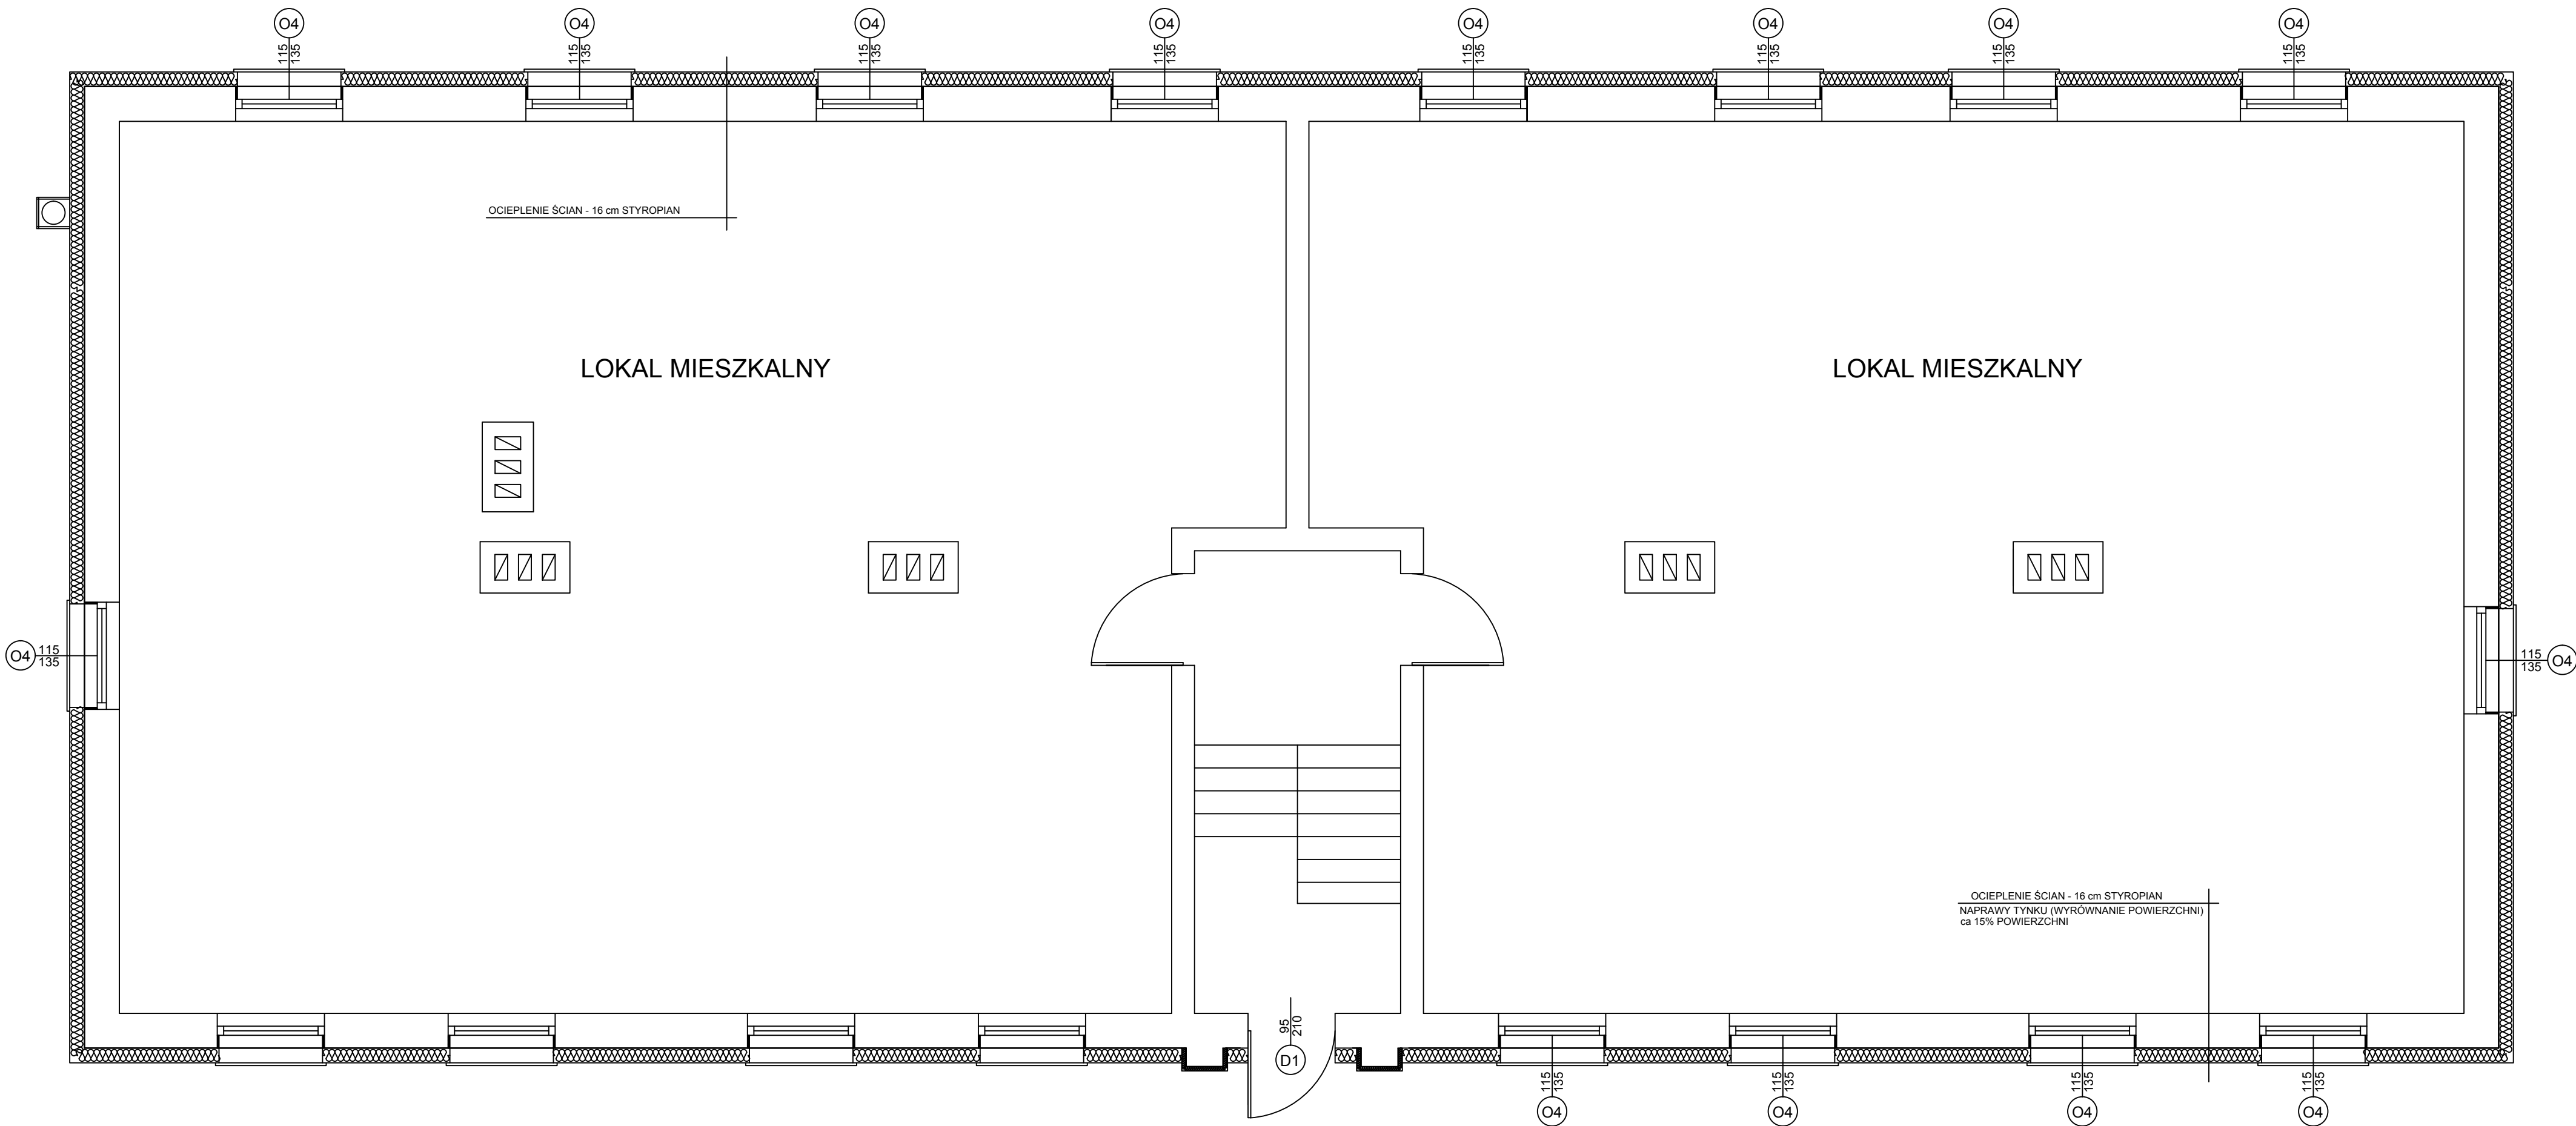 O4
O4
O4
O4
O4
O4
O4
O4
115
135
115
135
115
135
115
135
115
135
115
135
115
135
115
135
OCIEPLENIE ŚCIAN - 16 cm STYROPIAN
LOKAL MIESZKALNY
LOKAL MIESZKALNY
O4
115
135
115
135
O4
OCIEPLENIE ŚCIAN - 16 cm STYROPIAN
NAPRAWY TYNKU (WYRÓWNANIE POWIERZCHNI)
ca 15% POWIERZCHNI
95
210
D1
115
135
115
135
115
135
115
135
O4
O4
O4
O4